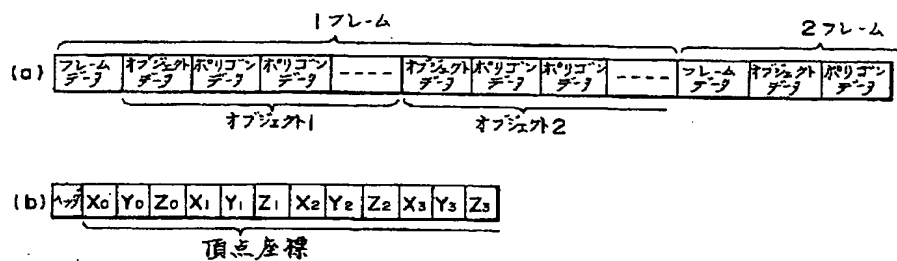 1フレーム 2フレーム
(a) フレームデータ オブジェクトデータ ポリゴンデータ ポリゴンデータ ---- オブジェクトデータ ポリゴンデータ ポリゴンデータ ---- フレームデータ オブジェクトデータ ポリゴンデータ
オブジェクト1 オブジェクト2
(b) ヘッダ X0 Y0 Z0 X1 Y1 Z1 X2 Y2 Z2 X3 Y3 Z3
頂点座標